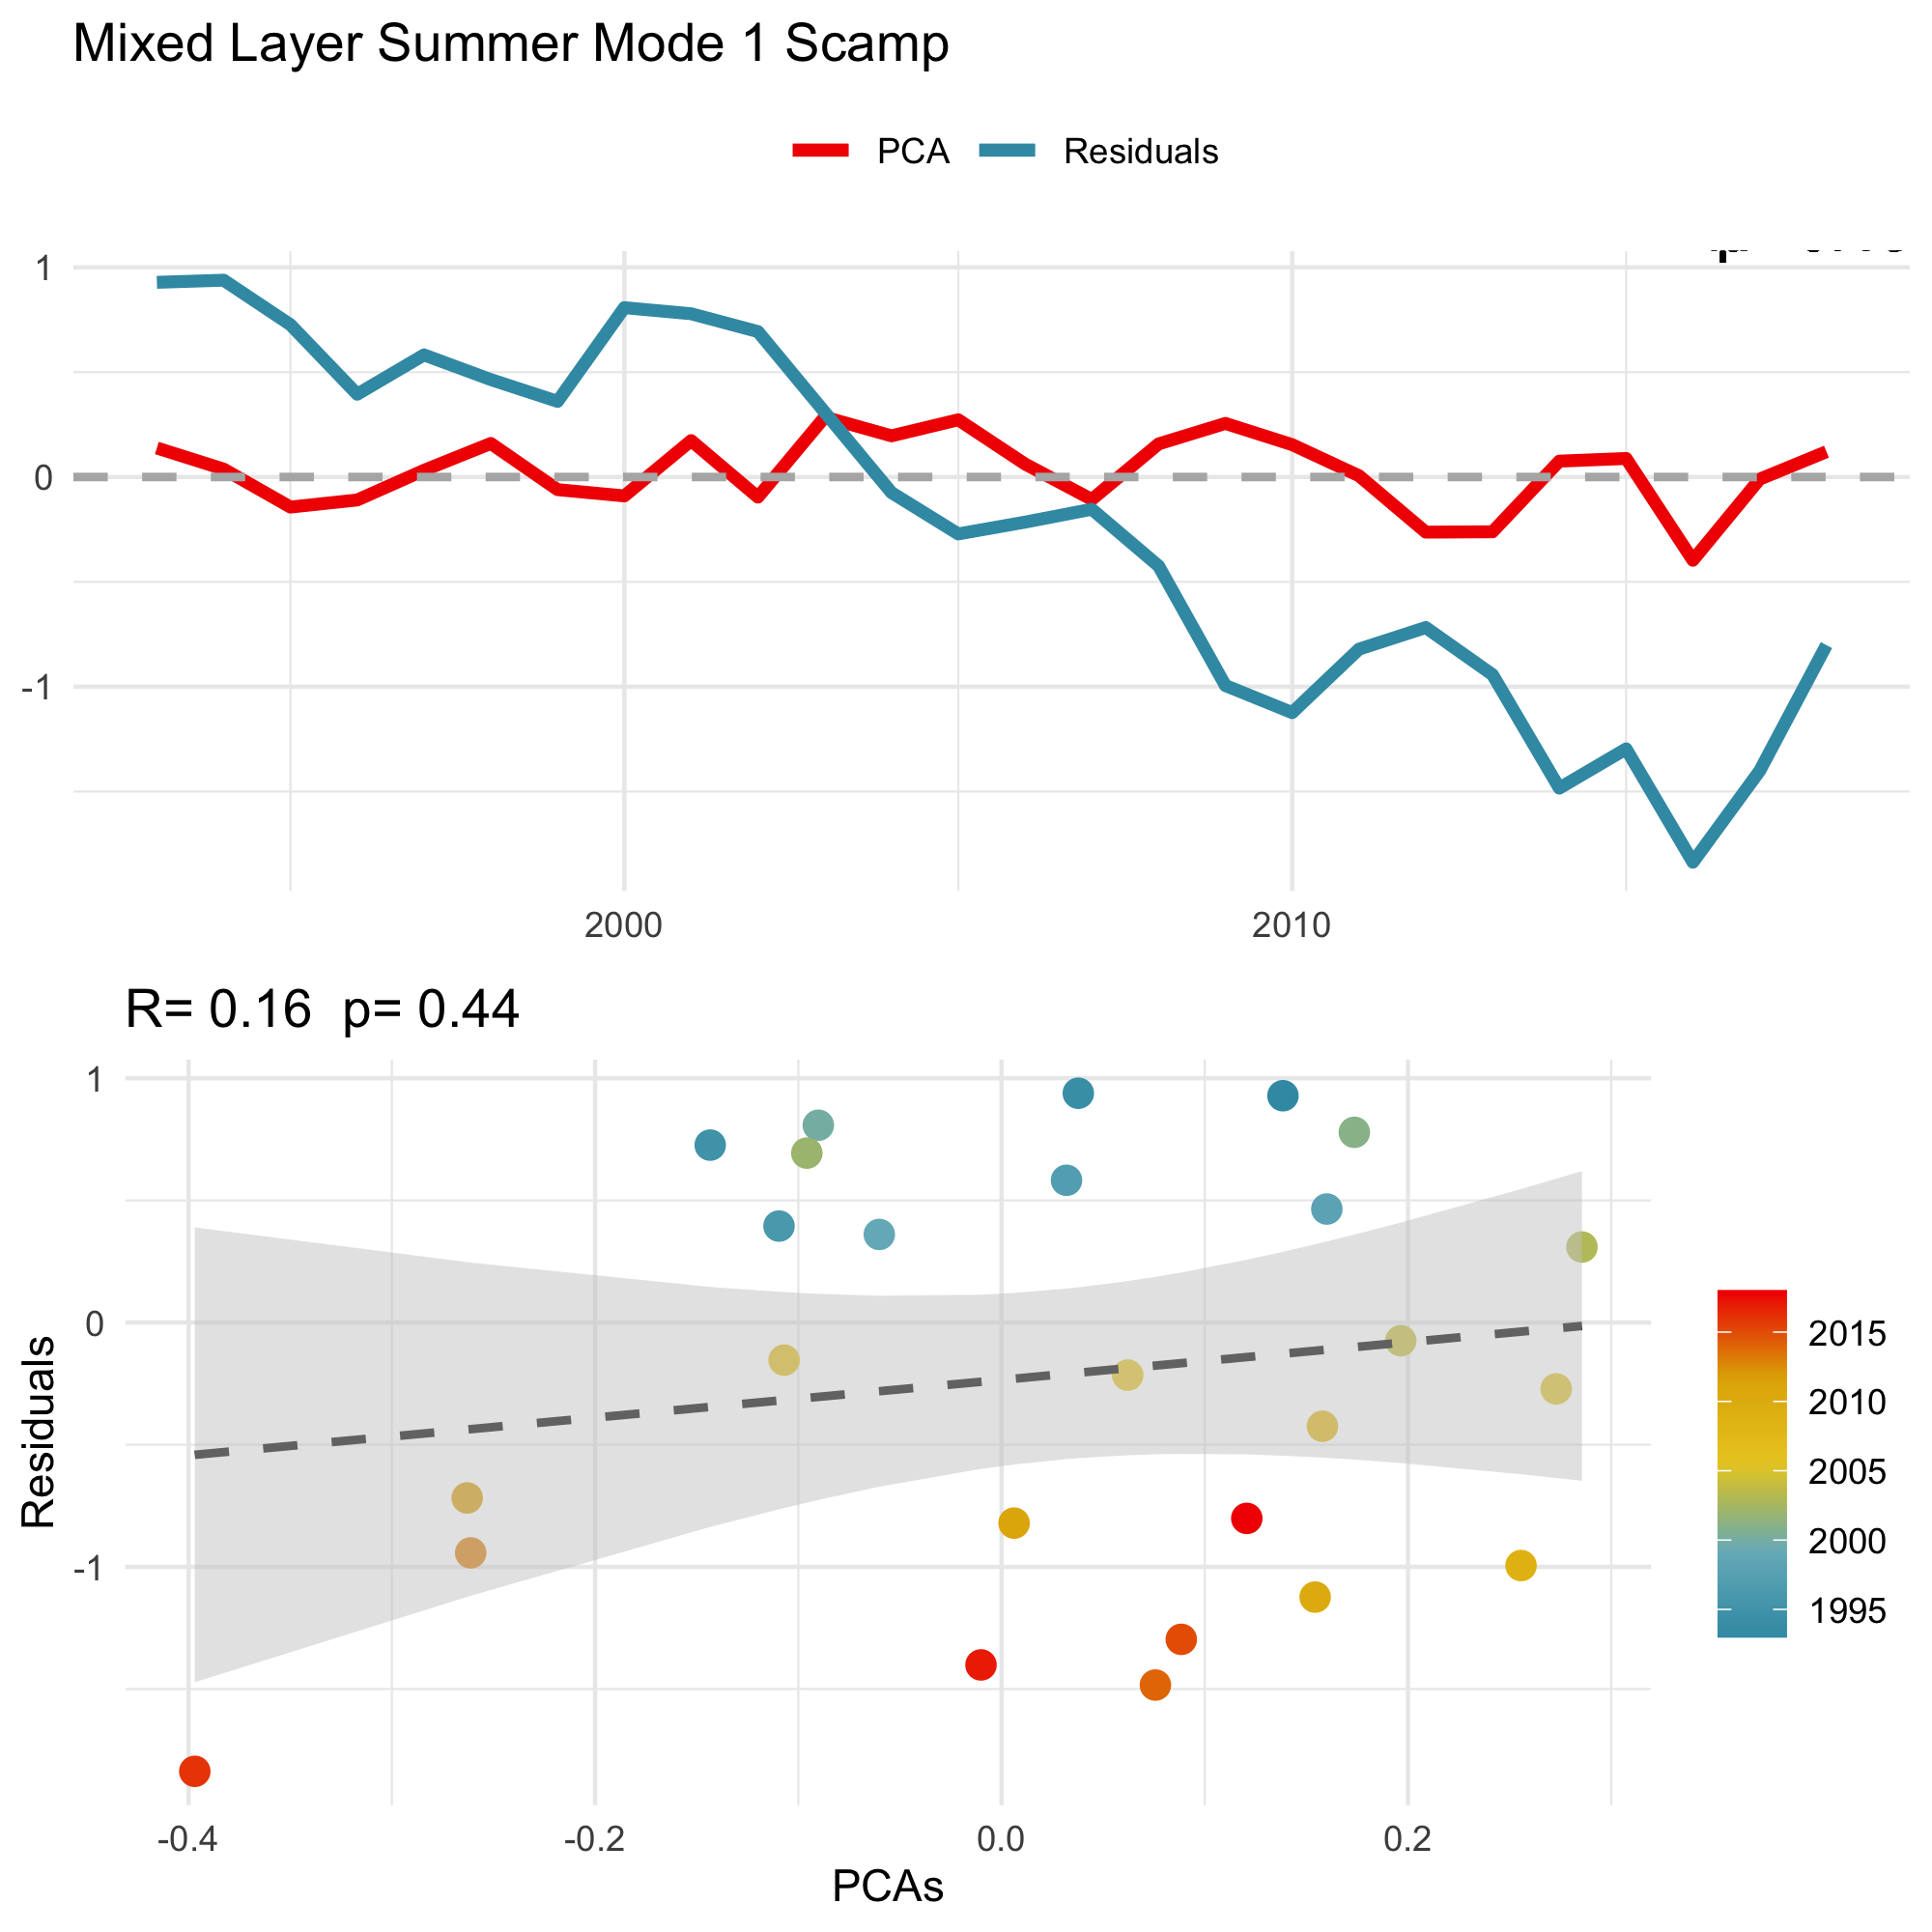 Mixed Layer Summer Mode 1 Scamp
PCA Residuals
1
0
-1
2000 2010
R= 0.16 p= 0.44
Residuals
1
0
-1
-0.4 -0.2 0.0 0.2
PCAs
2015
2010
2005
2000
1995